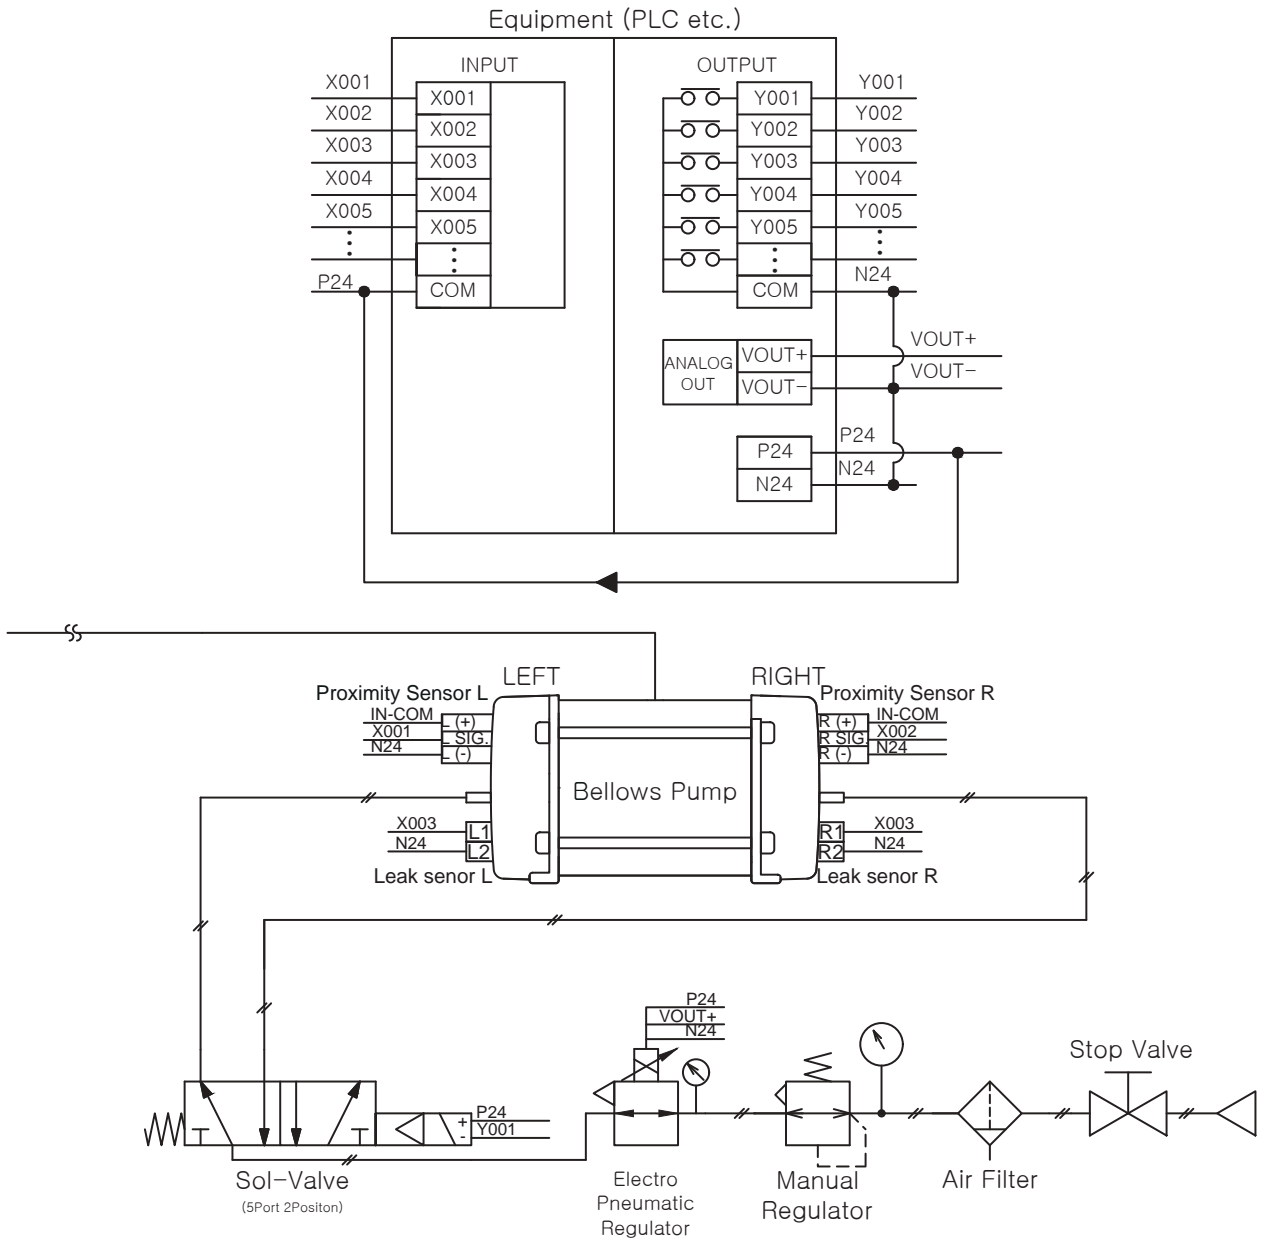 Equipment (PLC etc.)
INPUT
OUTPUT
X001
X002
X003
X004
X005
P24
X001
X002
X003
X004
X005
COM
Y001
Y002
Y003
Y004
Y005
COM
Y001
Y002
Y003
Y004
Y005
N24
ANALOG
OUT
VOUT+
VOUT-
VOUT+
VOUT-
P24
N24
P24
N24
LEFT
RIGHT
Proximity Sensor L
IN-COM
X001
N24
L (+)
L SIG.
L (-)
Proximity Sensor R
R (+)
R SIG.
R (-)
IN-COM
X002
N24
Bellows Pump
X003
N24
L1
L2
Leak senor L
R1
R2
X003
N24
Leak senor R
P24
VOUT+
N24
Stop Valve
+
-
P24
Y001
Sol-Valve
(5Port 2Positon)
Electro
Pneumatic
Regulator
Manual
Regulator
Air Filter